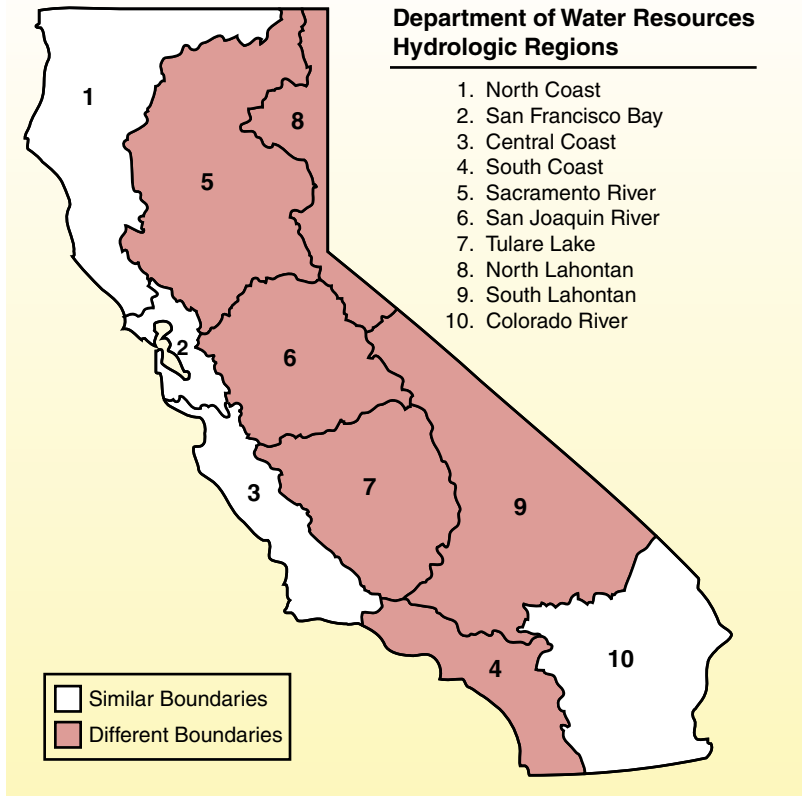 Department of Water Resources
Hydrologic Regions
1. North Coast
2. San Francisco Bay
3. Central Coast
4. South Coast
5. Sacramento River
6. San Joaquin River
7. Tulare Lake
8. North Lahontan
9. South Lahontan
10. Colorado River
1
8
5
2
6
3
7
9
4
10
Similar Boundaries
Different Boundaries